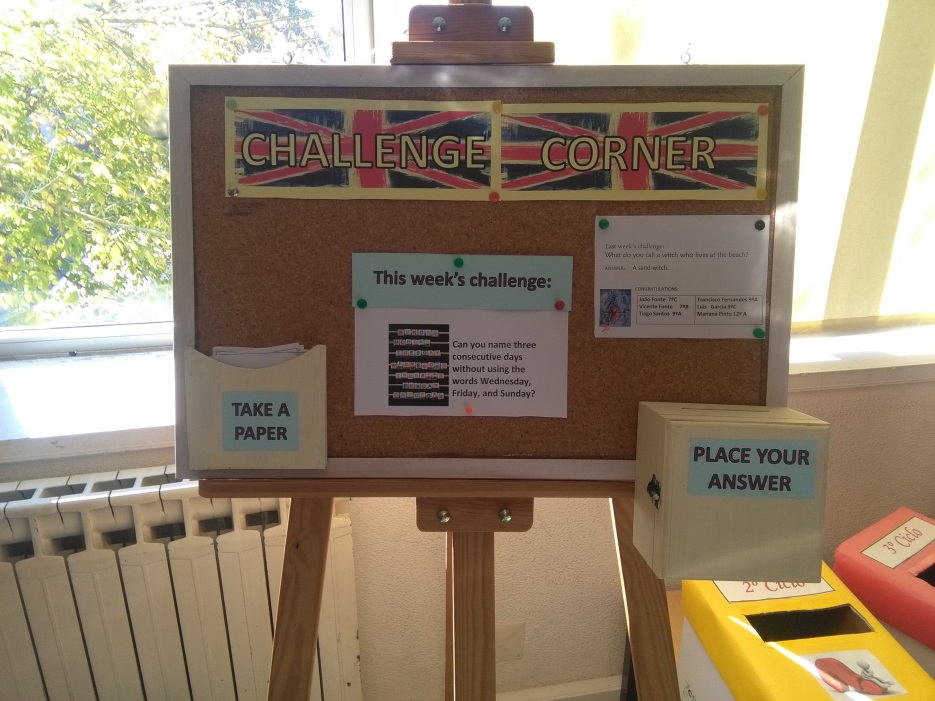 CHALLENGE CORNER
Last week's challenge:
What do you call a witch who lives at the beach?
ANSWER: A sand-witch.
CONGRATULATIONS:
Julio Fonte 7ºC
Vicente Fonte 7ºB
Tiago Santos 9ºA
Francisco Fernandes 9ºA
Luís Garcia 9ºC
Mariana Pinto 12º A
This week's challenge:
Can you name three
consecutive days
without using the
words Wednesday,
Friday, and Sunday?
TAKE A
PAPER
PLACE YOUR
ANSWER
3º Ciclo
2º Ciclo